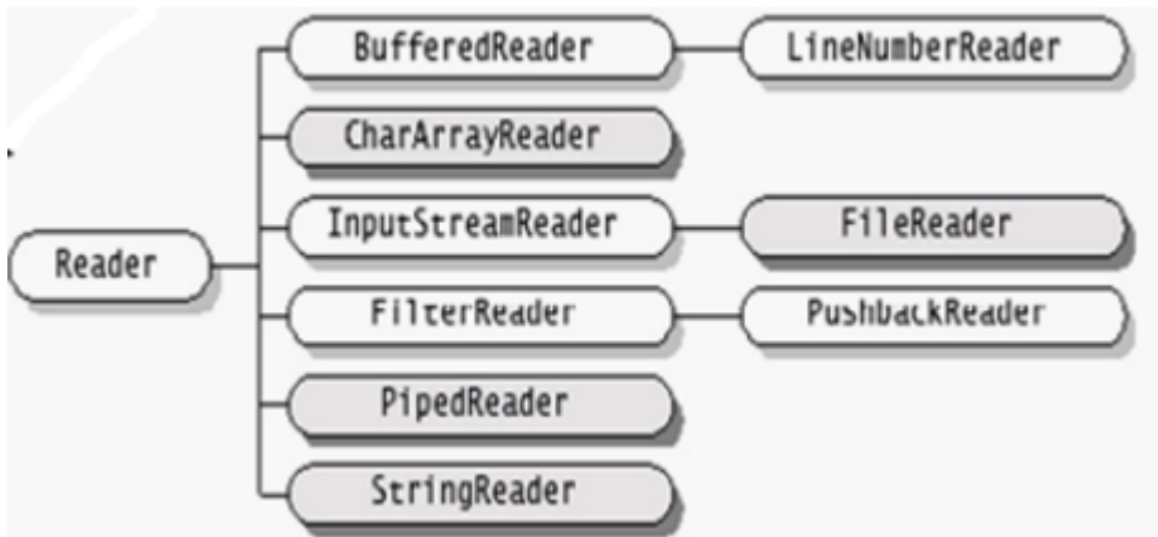 BufferedReader
LineNumberReader
CharArrayReader
InputStreamReader
FileReader
Reader
FilterReader
PushbackReader
PipedReader
StringReader